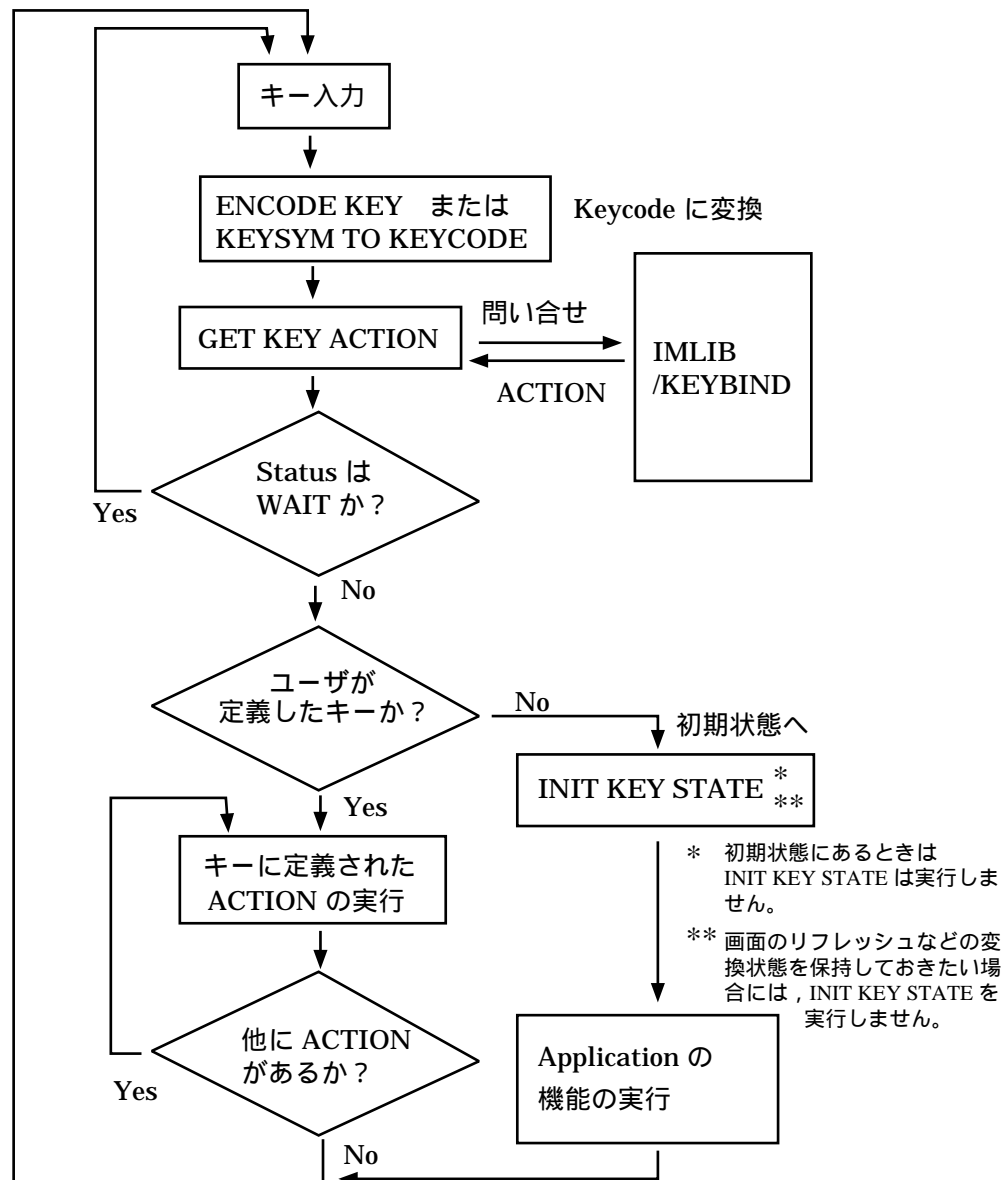 キー入力
ENCODE KEY　または
KEYSYM TO KEYCODE
Keycode に変換
GET KEY ACTION
問い合せ
ACTION
IMLIB
/KEYBIND
Status は
WAIT か？
Yes
No
ユーザが
定義したキーか？
No
初期状態へ
INIT KEY STATE *
**
Yes
キーに定義された
ACTION の実行
* 初期状態にあるときは
INIT KEY STATE は実行しま
せん。
** 画面のリフレッシュなどの変
換状態を保持しておきたい場
合には , INIT KEY STATE を
実行しません。
他に ACTION
があるか？
Yes
No
Application の
機能の実行